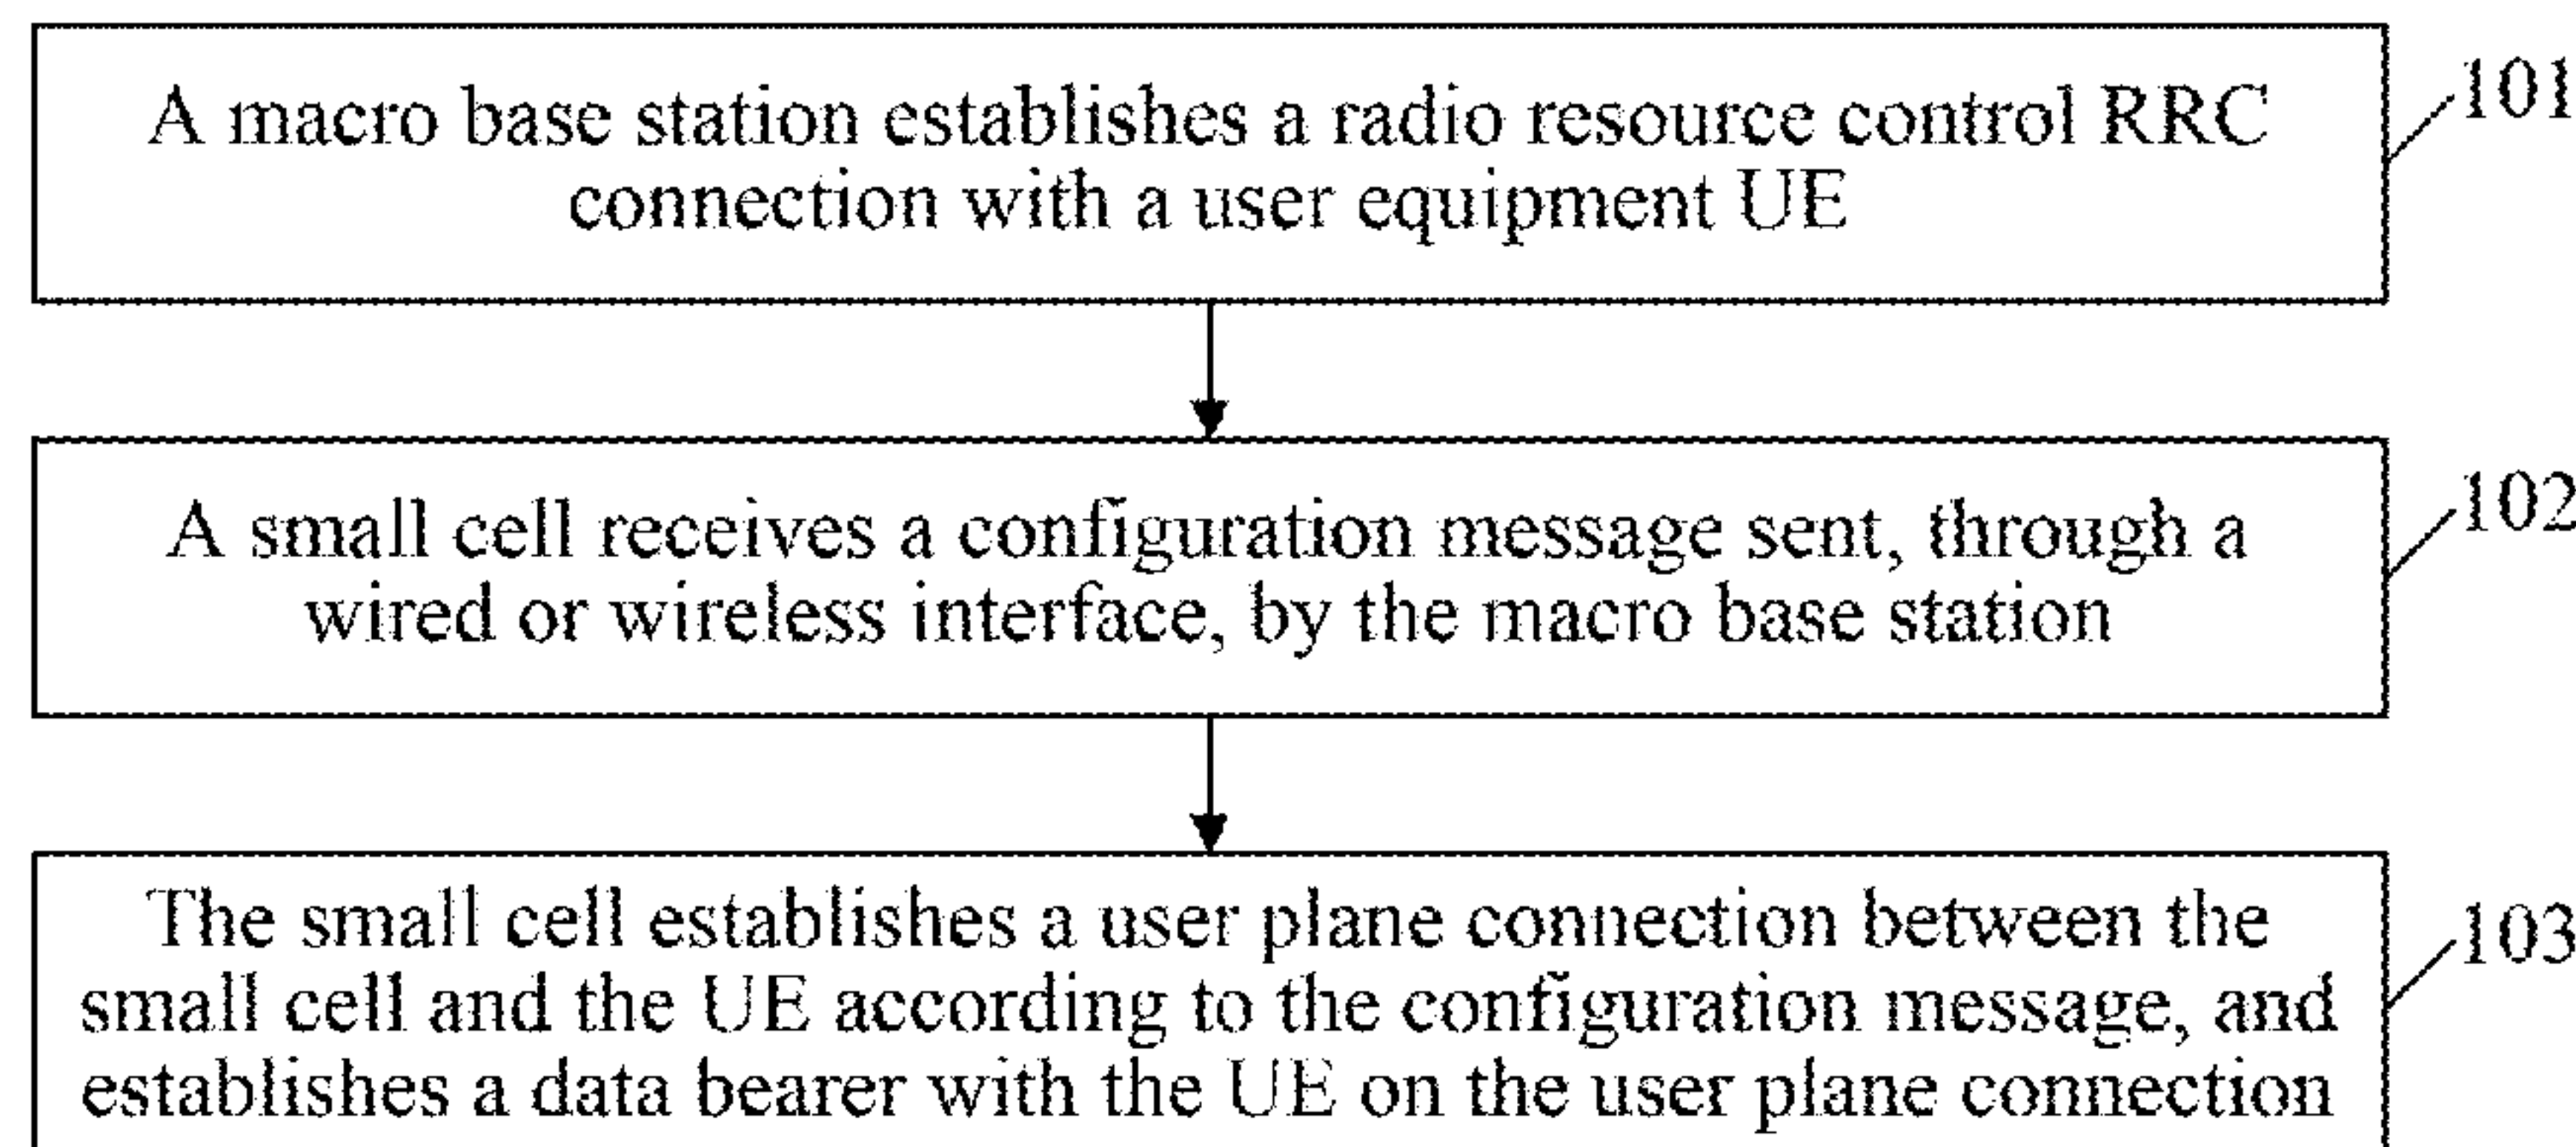 A macro base station establishes a radio resource control RRC
connection with a user equipment UE
101
A small cell receives a configuration message sent, through a
wired or wireless interface, by the macro base station
102
The small cell establishes a user plane connection between the
small cell and the UE according to the configuration message, and
establishes a data bearer with the UE on the user plane connection
103